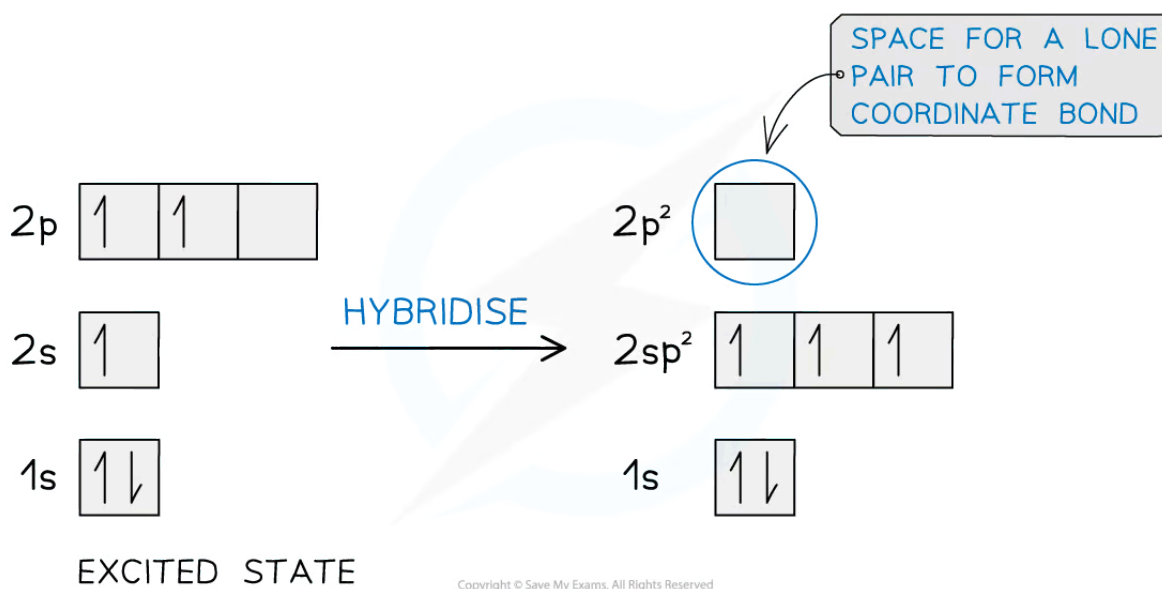 SPACE FOR A LONE
PAIR TO FORM
COORDINATE BOND
2p
2p²
HYBRIDISE
2s
2sp²
1s
1s
EXCITED STATE
Copyright © Save My Exams. All Rights Reserved